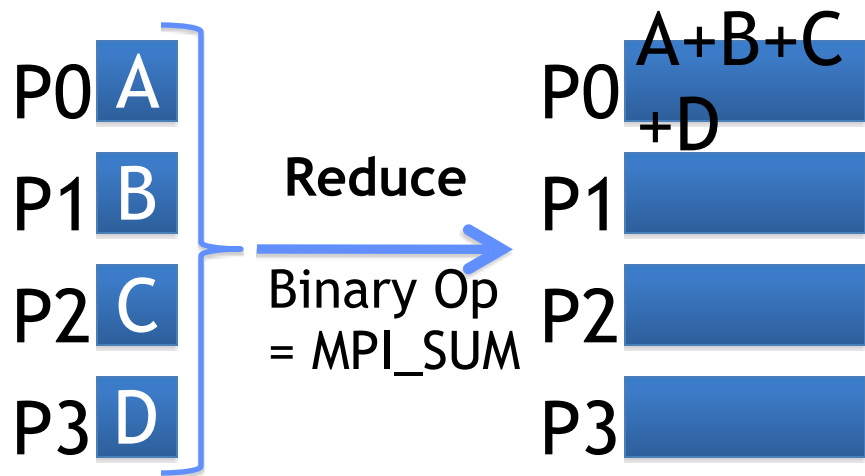 P0 A
P1 B
P2 C
P3 D
Reduce
Binary Op
= MPI_SUM
P0 A+B+C
+D
P1
P2
P3